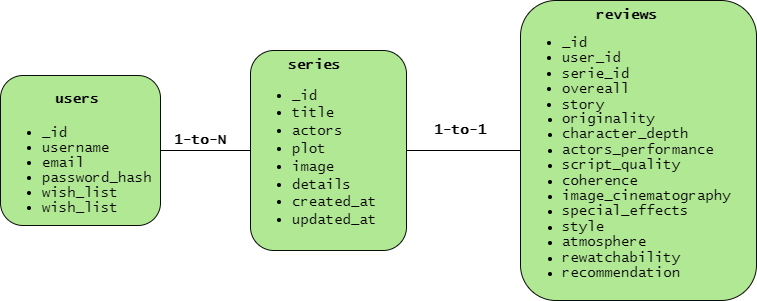 users
• _id
• username
• email
• password_hash
• wish_list
• wish_list
1-to-N
series
• _id
• title
• actors
• plot
• image
• details
• created_at
• updated_at
1-to-1
reviews
• _id
• user_id
• serie_id
• overeall
• story
• originality
• character_depth
• actors_performance
• script_quality
• coherence
• image_cinematography
• special_effects
• style
• atmosphere
• rewatchability
• recommendation